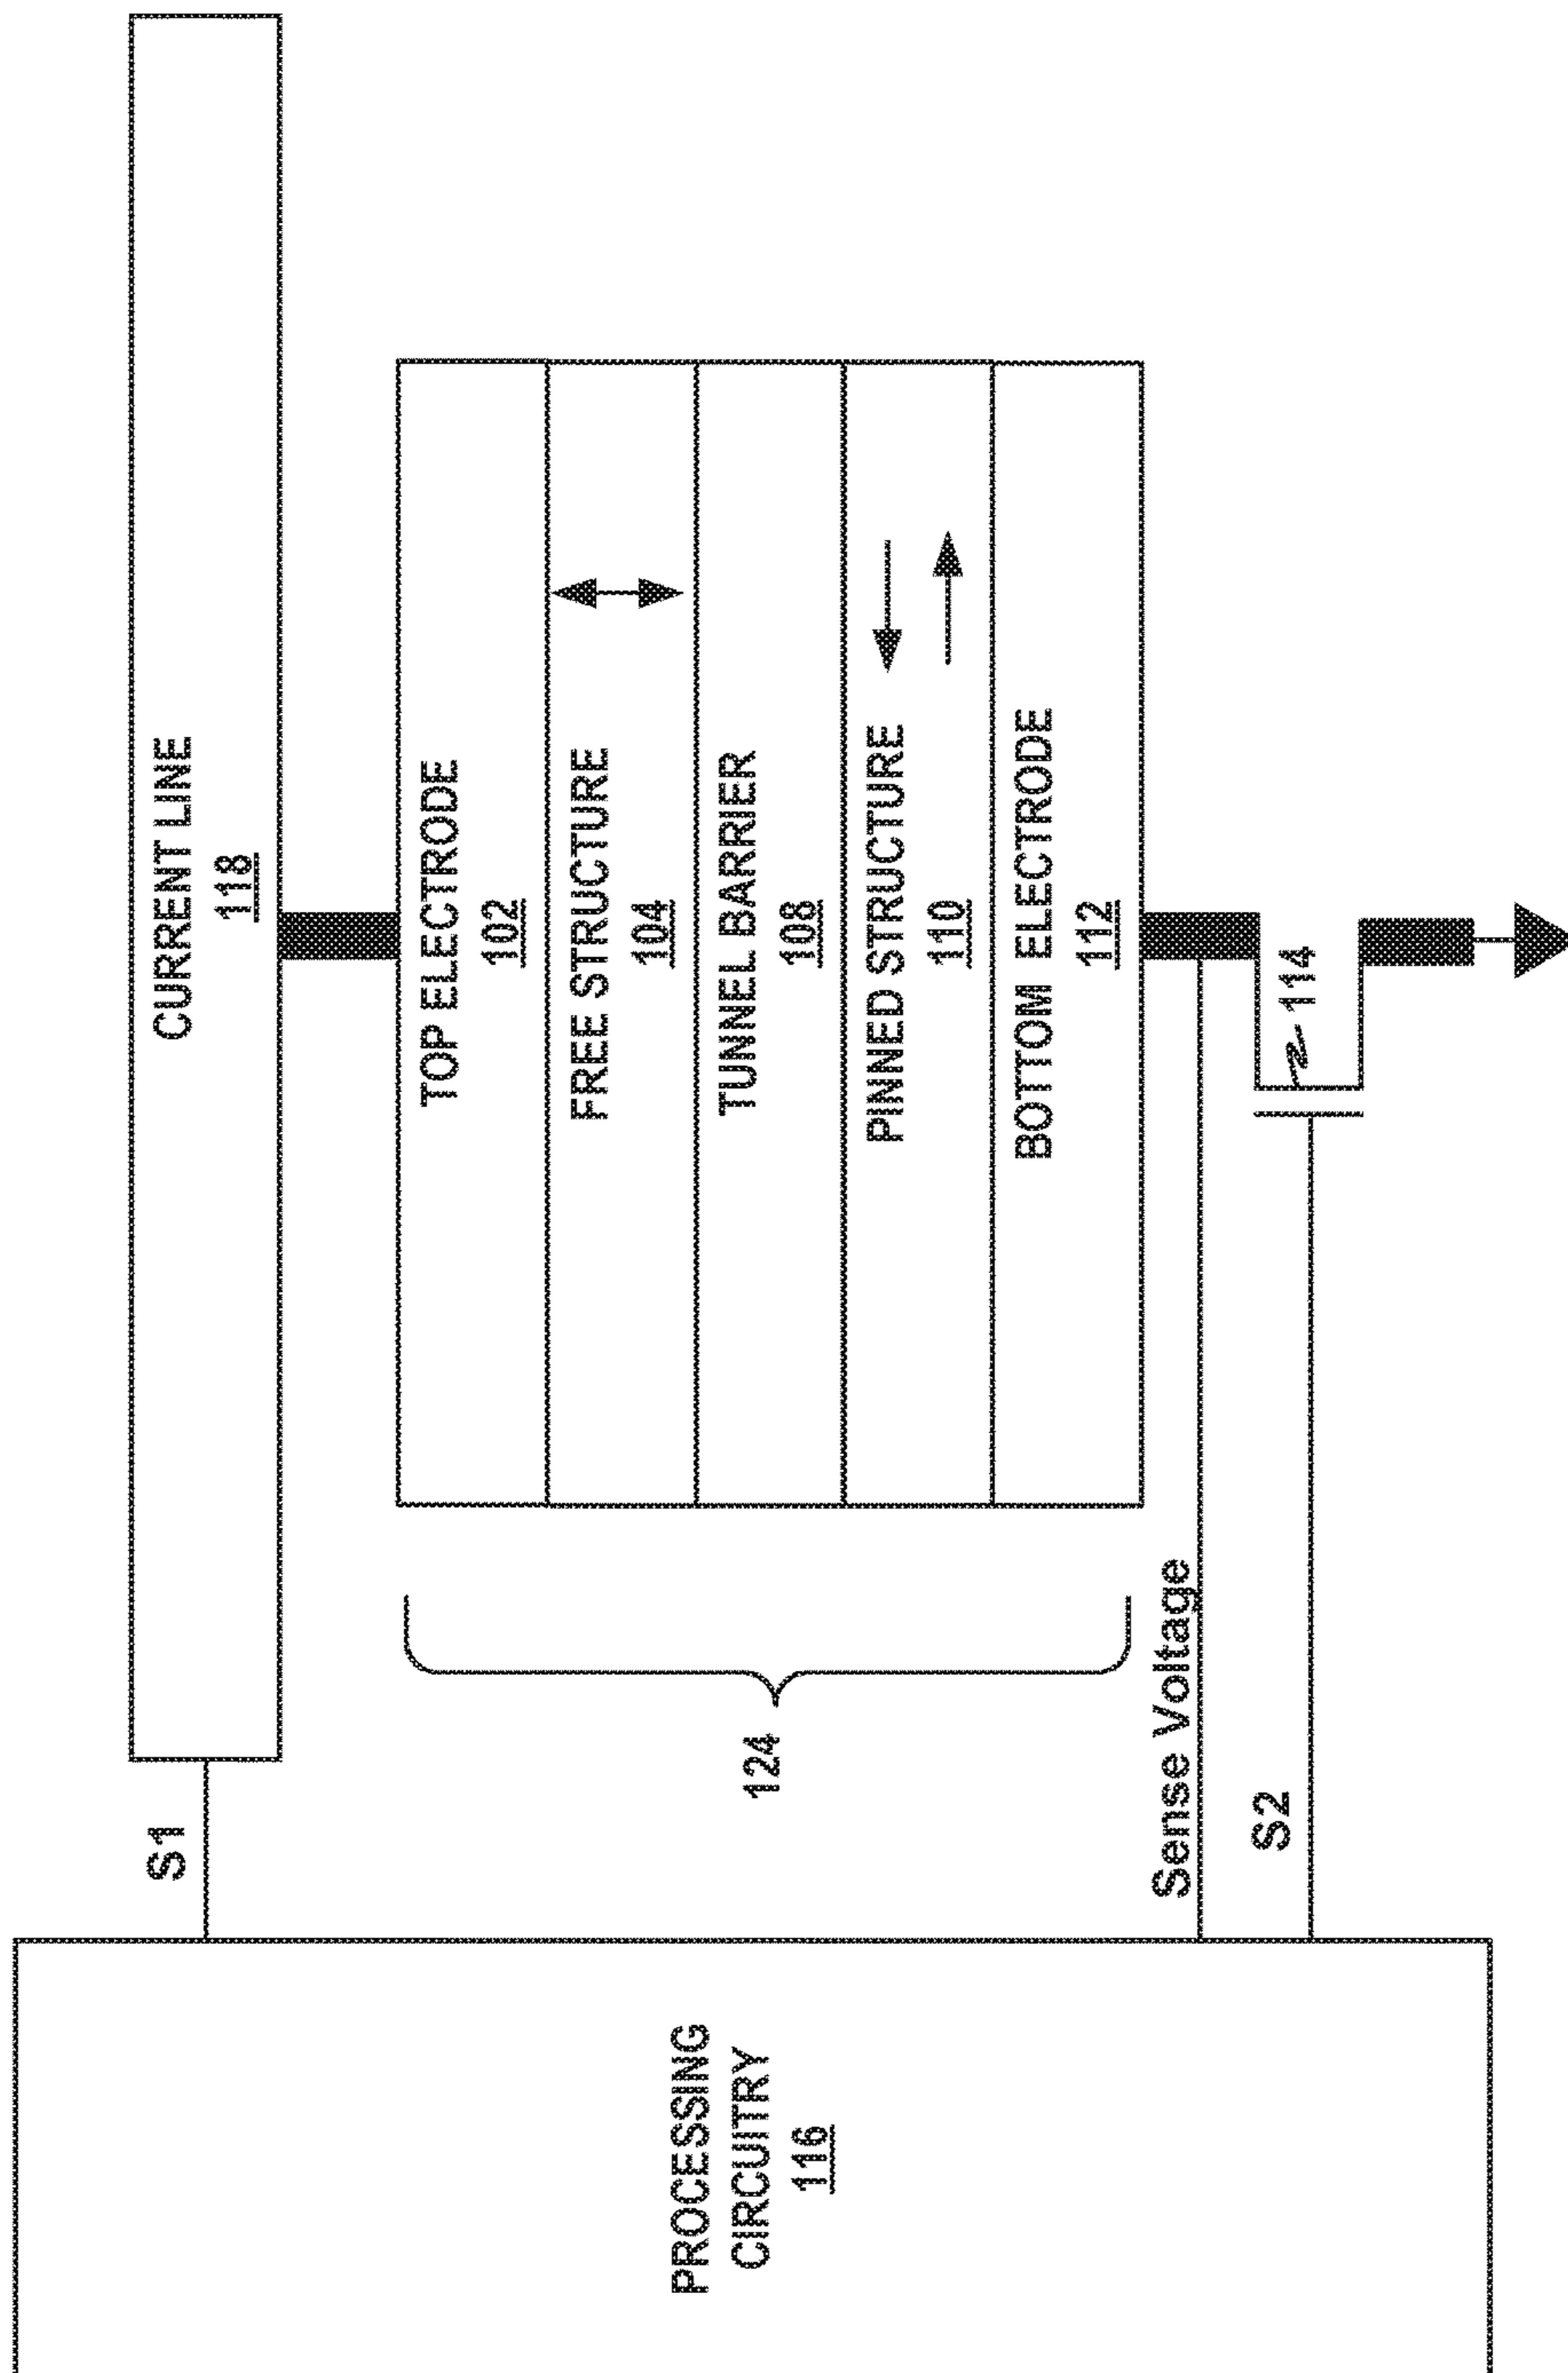 CURRENT LINE
118
S1
TOP ELECTRODE
102
FREE STRUCTURE
104
TUNNEL BARRIER
108
PINNED STRUCTURE
110
BOTTOM ELECTRODE
112
124
PROCESSING
CIRCUITRY
116
Sense Voltage
S2
114